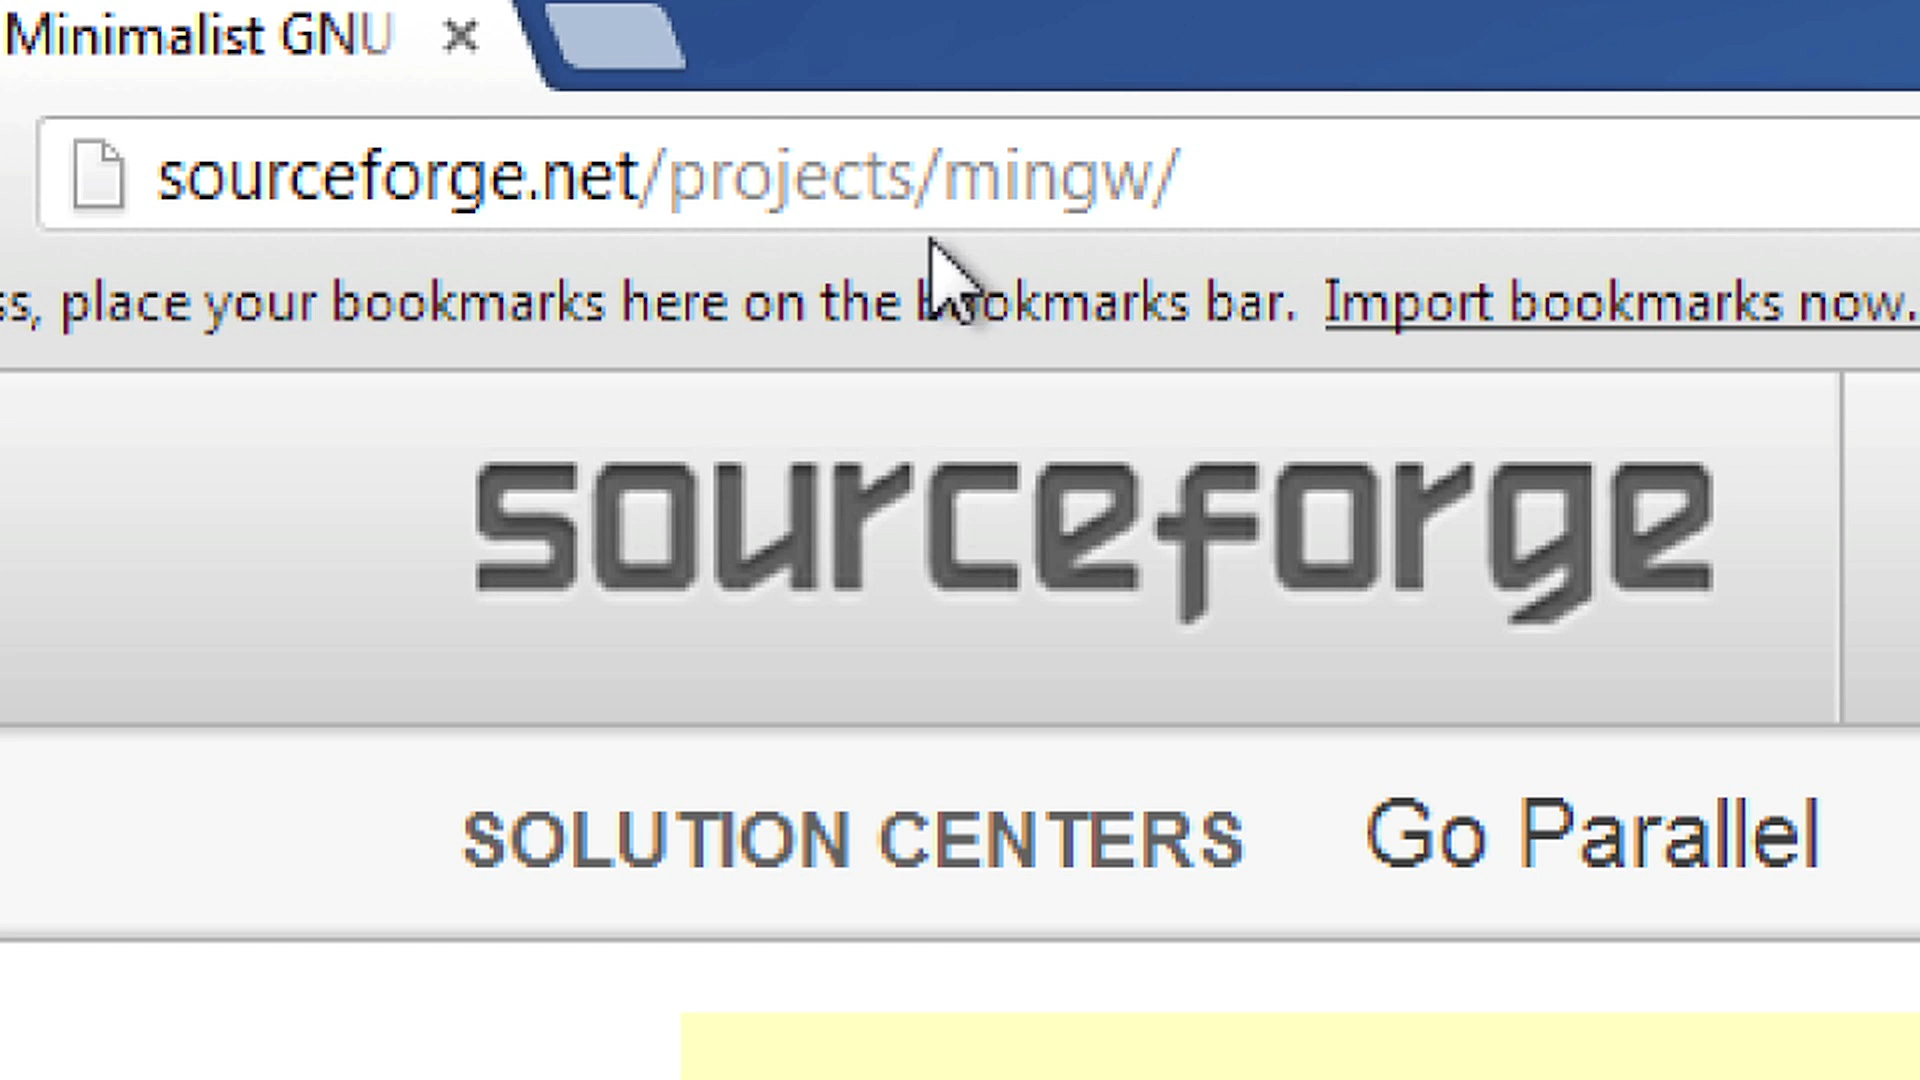 Minimalist GNU
sourceforge.net/projects/mingw/
ss, place your bookmarks here on the bookmarks bar. Import bookmarks now.
sourceforge
SOLUTION CENTERS Go Parallel